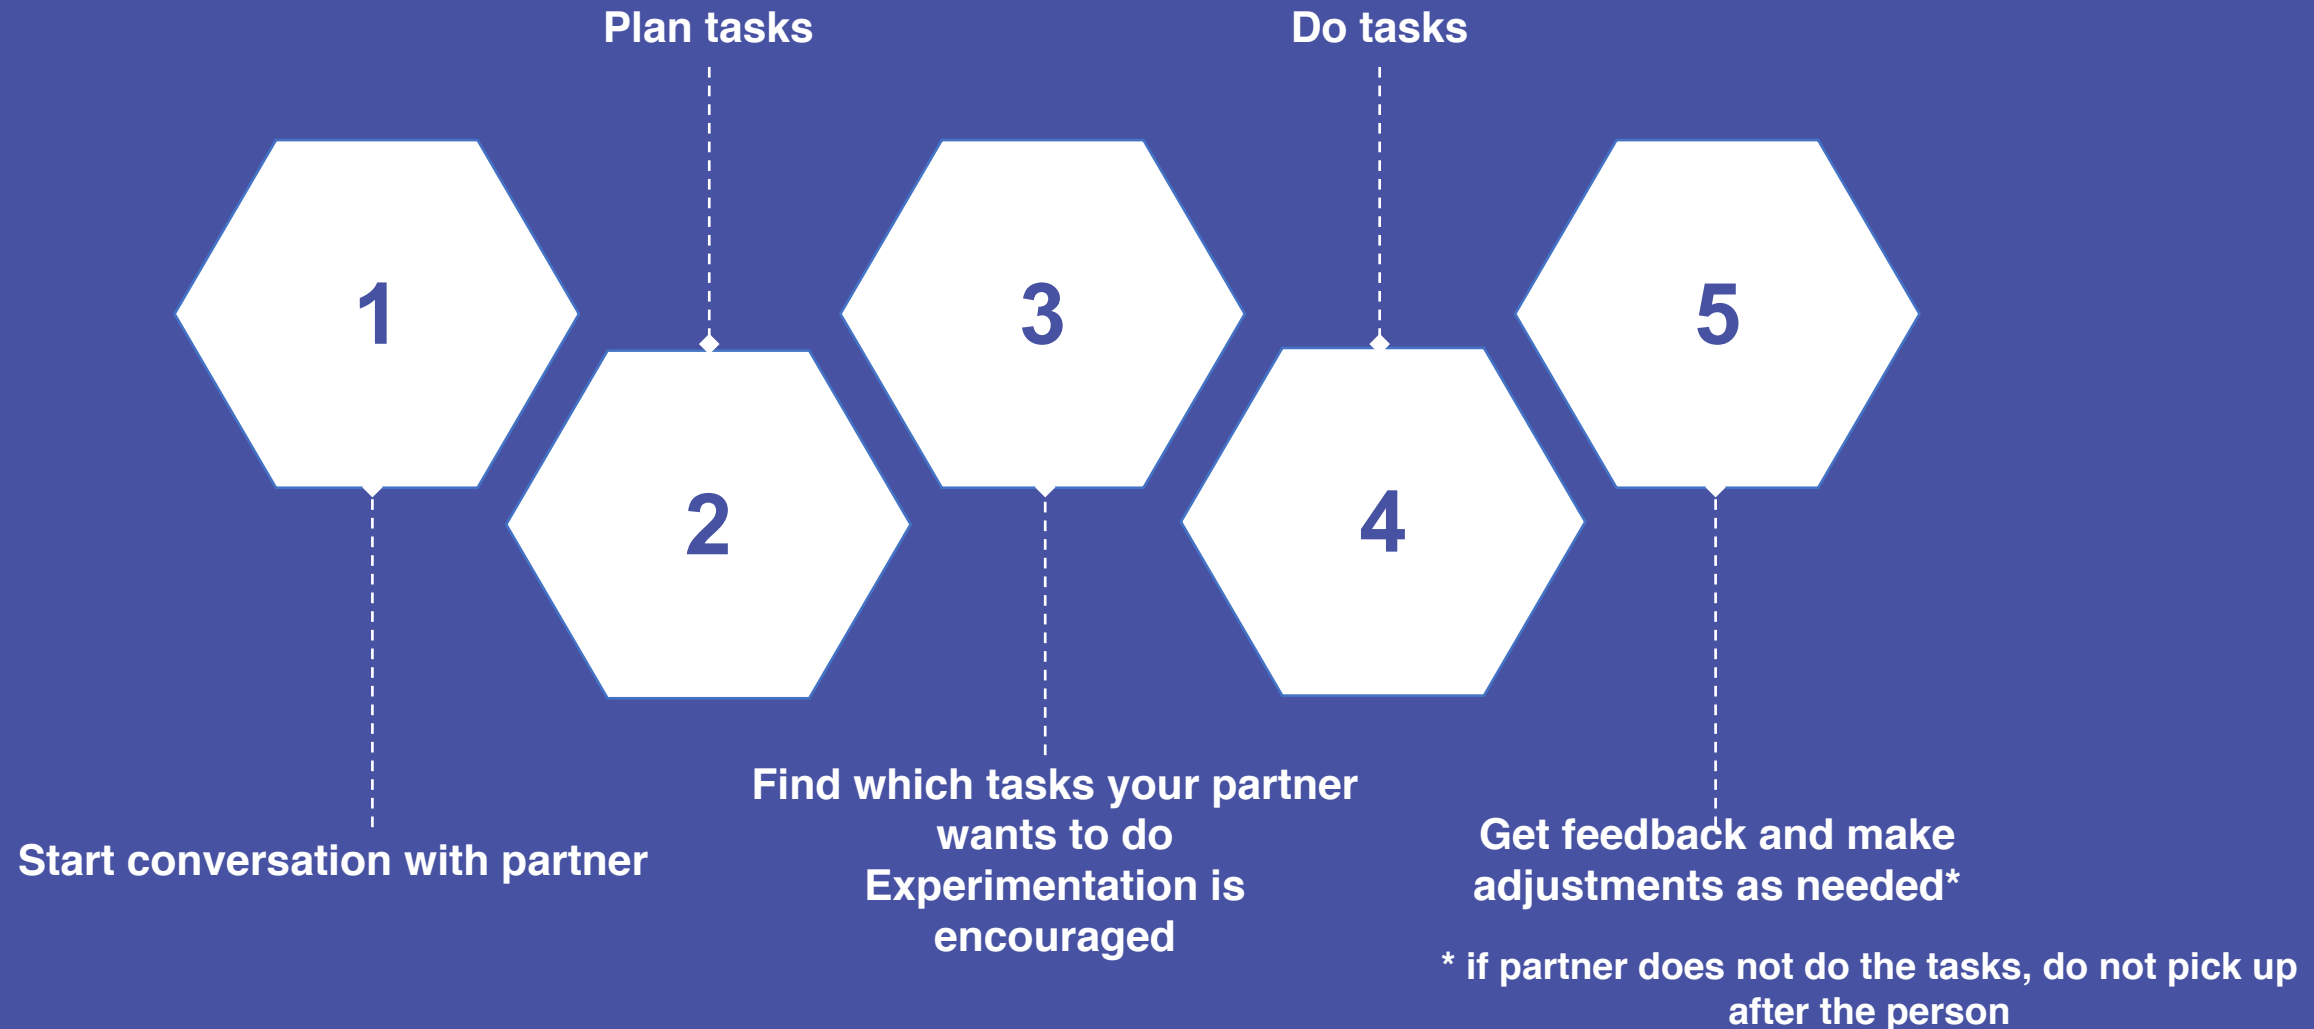 Plan tasks
Do tasks
1
2
3
4
5
Start conversation with partner
Find which tasks your partner
wants to do
Experimentation is
encouraged
Get feedback and make
adjustments as needed*
* if partner does not do the tasks, do not pick up
after the person